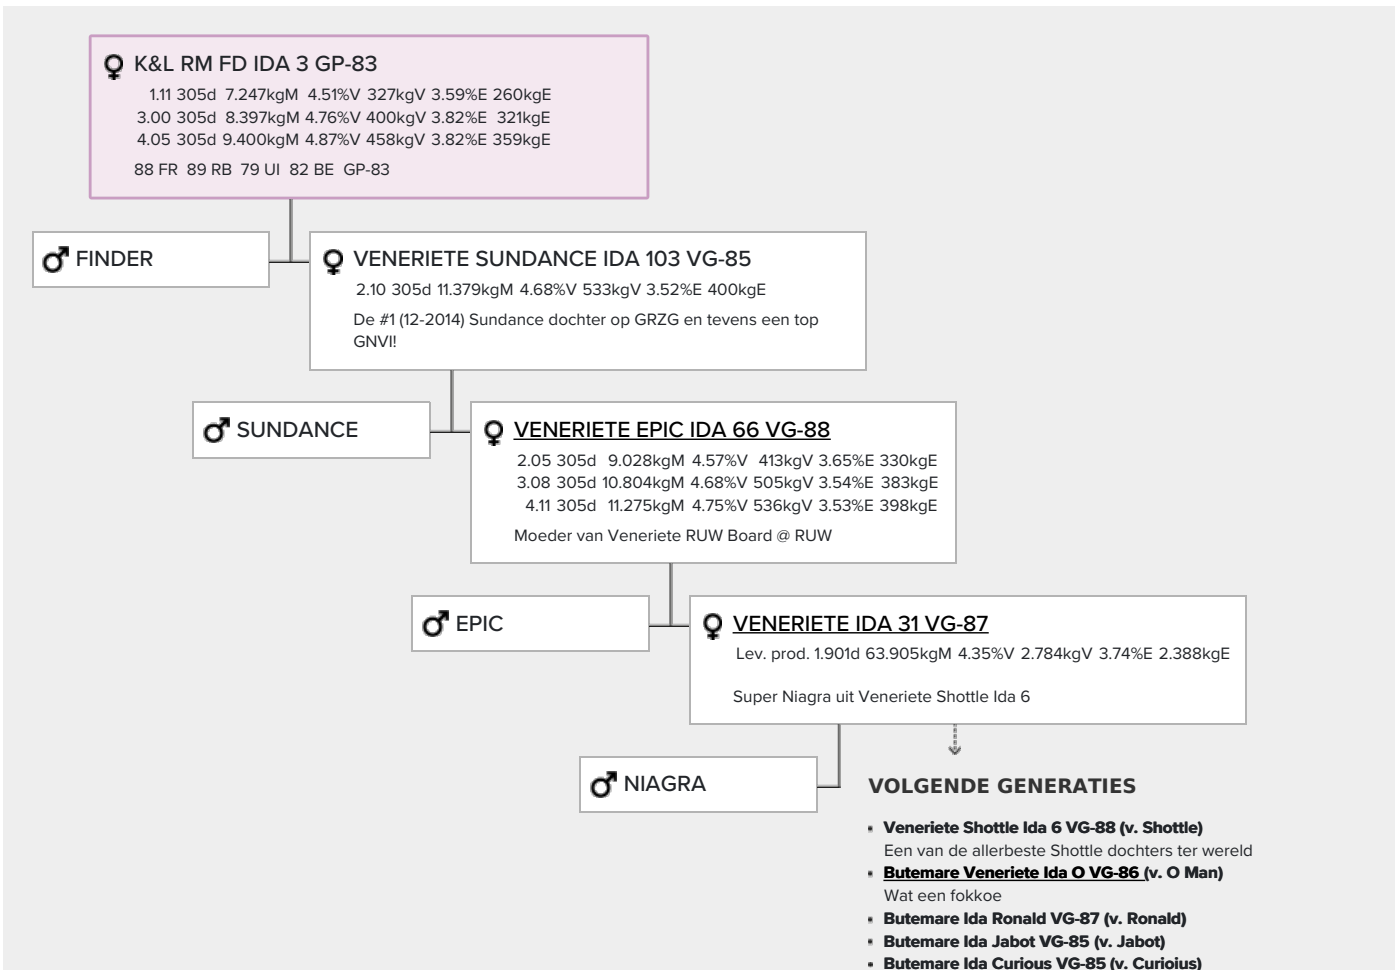 K&L RM FD IDA 3 GP-83
1.11 305d 7.247kgM 4.51%V 327kgV 3.59%E 260kgE
3.00 305d 8.397kgM 4.76%V 400kgV 3.82%E 321kgE
4.05 305d 9.400kgM 4.87%V 458kgV 3.82%E 359kgE
88 FR 89 RB 79 UI 82 BE GP-83
FINDER
VENERIETE SUNDANCE IDA 103 VG-85
2.10 305d 11.379kgM 4.68%V 533kgV 3.52%E 400kgE
De #1 (12-2014) Sundance dochter op GRZG en tevens een top
GNVI!
SUNDANCE
VENERIETE EPIC IDA 66 VG-88
2.05 305d 9.028kgM 4.57%V 413kgV 3.65%E 330kgE
3.08 305d 10.804kgM 4.68%V 505kgV 3.54%E 383kgE
4.11 305d 11.275kgM 4.75%V 536kgV 3.53%E 398kgE
Moeder van Veneriete RUW Board @ RUW
EPIC
VENERIETE IDA 31 VG-87
Lev. prod. 1.901d 63.905kgM 4.35%V 2.784kgV 3.74%E 2.388kgE
Super Niagra uit Veneriete Shottle Ida 6
NIAGRA
VOLGENDE GENERATIES
Veneriete Shottle Ida 6 VG-88 (v. Shottle)
Een van de allerbeste Shottle dochters ter wereld
Butemare Veneriete Ida O VG-86 (v. O Man)
Wat een fokkoe
Butemare Ida Ronald VG-87 (v. Ronald)
Butemare Ida Jabot VG-85 (v. Jabot)
Butemare Ida Curious VG-85 (v. Curioius)